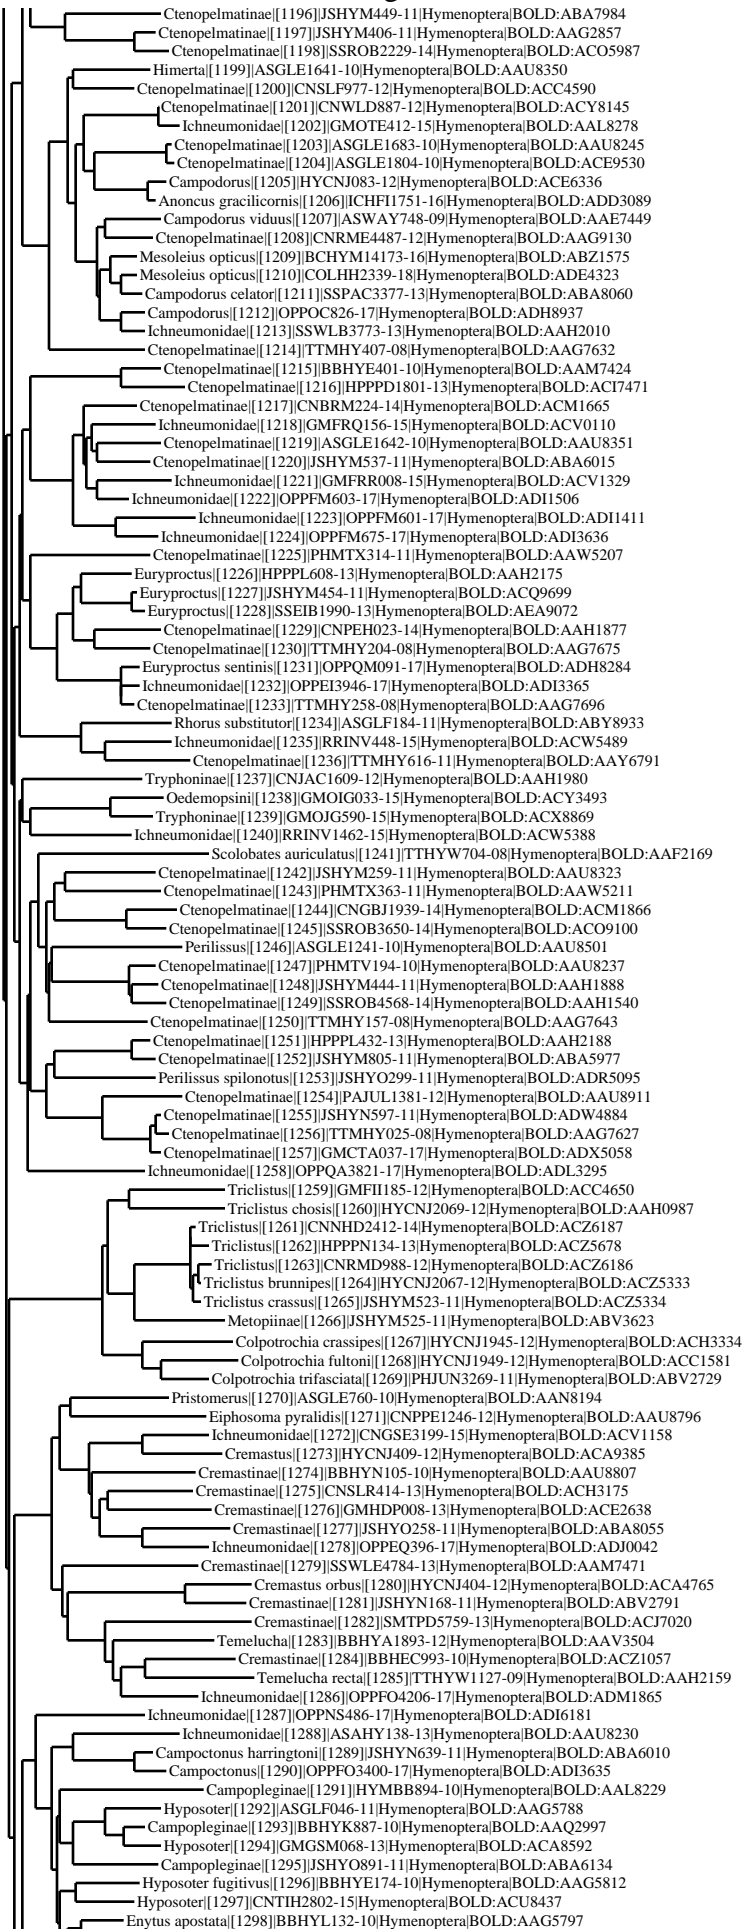 Ctenopelmatinae|[1196]|JSHYM449-11|Hymenoptera|BOLD:ABA7984
Ctenopelmatinae|[1197]|JSHYM406-11|Hymenoptera|BOLD:AAG2857
Ctenopelmatinae|[1198]|SSROB2229-14|Hymenoptera|BOLD:ACO5987
Himerta|[1199]|ASGLE1641-10|Hymenoptera|BOLD:AAU8350
Ctenopelmatinae|[1200]|CNSLF977-12|Hymenoptera|BOLD:ACC4590
Ctenopelmatinae|[1201]|CNWLD887-12|Hymenoptera|BOLD:ACY8145
Ichneumonidae|[1202]|GMOTE412-15|Hymenoptera|BOLD:AAL8278
Ctenopelmatinae|[1203]|ASGLE1683-10|Hymenoptera|BOLD:AAU8245
Ctenopelmatinae|[1204]|ASGLE1804-10|Hymenoptera|BOLD:ACE9530
Campodorus|[1205]|HYCNJ083-12|Hymenoptera|BOLD:ACE6336
Anoncus gracilicornis|[1206]|ICHFI1751-16|Hymenoptera|BOLD:ADD3089
Campodorus viduus|[1207]|ASWAY748-09|Hymenoptera|BOLD:AAE7449
Ctenopelmatinae|[1208]|CNRME4487-12|Hymenoptera|BOLD:AAG9130
Mesoleius opticus|[1209]|BCHYM14173-16|Hymenoptera|BOLD:ABZ1575
Mesoleius opticus|[1210]|COLHH2339-18|Hymenoptera|BOLD:ADE4323
Campodorus celator|[1211]|SSPAC3377-13|Hymenoptera|BOLD:ABA8060
Campodorus|[1212]|OPPOC826-17|Hymenoptera|BOLD:ADH8937
Ichneumonidae|[1213]|SSWLB3773-13|Hymenoptera|BOLD:AAH2010
Ctenopelmatinae|[1214]|TTMHY407-08|Hymenoptera|BOLD:AAG7632
Ctenopelmatinae|[1215]|BBHYE401-10|Hymenoptera|BOLD:AAM7424
Ctenopelmatinae|[1216]|HPPPD1801-13|Hymenoptera|BOLD:ACI7471
Ctenopelmatinae|[1217]|CNBRM224-14|Hymenoptera|BOLD:ACM1665
Ichneumonidae|[1218]|GMFRQ156-15|Hymenoptera|BOLD:ACV0110
Ctenopelmatinae|[1219]|ASGLE1642-10|Hymenoptera|BOLD:AAU8351
Ctenopelmatinae|[1220]|JSHYM537-11|Hymenoptera|BOLD:ABA6015
Ichneumonidae|[1221]|GMFRR008-15|Hymenoptera|BOLD:ACV1329
Ichneumonidae|[1222]|OPPFM603-17|Hymenoptera|BOLD:ADI1506
Ichneumonidae|[1223]|OPPFM601-17|Hymenoptera|BOLD:ADI1411
Ichneumonidae|[1224]|OPPFM675-17|Hymenoptera|BOLD:ADI3636
Ctenopelmatinae|[1225]|PHMTX314-11|Hymenoptera|BOLD:AAW5207
Euryproctus|[1226]|HPPPL608-13|Hymenoptera|BOLD:AAH2175
Euryproctus|[1227]|JSHYM454-11|Hymenoptera|BOLD:ACQ9699
Euryproctus|[1228]|SSEIB1990-13|Hymenoptera|BOLD:AEA9072
Ctenopelmatinae|[1229]|CNPEH023-14|Hymenoptera|BOLD:AAH1877
Ctenopelmatinae|[1230]|TTMHY204-08|Hymenoptera|BOLD:AAG7675
Euryproctus sentinis|[1231]|OPPQM091-17|Hymenoptera|BOLD:ADH8284
Ichneumonidae|[1232]|OPPEI3946-17|Hymenoptera|BOLD:ADI3365
Ctenopelmatinae|[1233]|TTMHY258-08|Hymenoptera|BOLD:AAG7696
Rhorus substitutor|[1234]|ASGLF184-11|Hymenoptera|BOLD:ABY8933
Ichneumonidae|[1235]|RRINV448-15|Hymenoptera|BOLD:ACW5489
Ctenopelmatinae|[1236]|TTMHY616-11|Hymenoptera|BOLD:AAY6791
Tryphoninae|[1237]|CNJAC1609-12|Hymenoptera|BOLD:AAH1980
Oedemopsini|[1238]|GMOIG033-15|Hymenoptera|BOLD:ACY3493
Tryphoninae|[1239]|GMOJG590-15|Hymenoptera|BOLD:ACX8869
Ichneumonidae|[1240]|RRINV1462-15|Hymenoptera|BOLD:ACW5388
Scolobates auriculatus|[1241]|TTHYW704-08|Hymenoptera|BOLD:AAF2169
Ctenopelmatinae|[1242]|JSHYM259-11|Hymenoptera|BOLD:AAU8323
Ctenopelmatinae|[1243]|PHMTX363-11|Hymenoptera|BOLD:AAW5211
Ctenopelmatinae|[1244]|CNGBJ1939-14|Hymenoptera|BOLD:ACM1866
Ctenopelmatinae|[1245]|SSROB3650-14|Hymenoptera|BOLD:ACO9100
Perilissus|[1246]|ASGLE1241-10|Hymenoptera|BOLD:AAU8501
Ctenopelmatinae|[1247]|PHMTV194-10|Hymenoptera|BOLD:AAU8237
Ctenopelmatinae|[1248]|JSHYM444-11|Hymenoptera|BOLD:AAH1888
Ctenopelmatinae|[1249]|SSROB4568-14|Hymenoptera|BOLD:AAH1540
Ctenopelmatinae|[1250]|TTMHY157-08|Hymenoptera|BOLD:AAG7643
Ctenopelmatinae|[1251]|HPPPL432-13|Hymenoptera|BOLD:AAH2188
Ctenopelmatinae|[1252]|JSHYM805-11|Hymenoptera|BOLD:ABA5977
Perilissus spilonotus|[1253]|JSHYO299-11|Hymenoptera|BOLD:ADR5095
Ctenopelmatinae|[1254]|PAJUL1381-12|Hymenoptera|BOLD:AAU8911
Ctenopelmatinae|[1255]|JSHYN597-11|Hymenoptera|BOLD:ADW4884
Ctenopelmatinae|[1256]|TTMHY025-08|Hymenoptera|BOLD:AAG7627
Ctenopelmatinae|[1257]|GMCTA037-17|Hymenoptera|BOLD:ADX5058
Ichneumonidae|[1258]|OPPQA3821-17|Hymenoptera|BOLD:ADL3295
Triclistus|[1259]|GMFII185-12|Hymenoptera|BOLD:ACC4650
Triclistus chosis|[1260]|HYCNJ2069-12|Hymenoptera|BOLD:AAH0987
Triclistus|[1261]|CNNHD2412-14|Hymenoptera|BOLD:ACZ6187
Triclistus|[1262]|HPPPN134-13|Hymenoptera|BOLD:ACZ5678
Triclistus|[1263]|CNRMD988-12|Hymenoptera|BOLD:ACZ6186
Triclistus brunnipes|[1264]|HYCNJ2067-12|Hymenoptera|BOLD:ACZ5333
Triclistus crassus|[1265]|JSHYM523-11|Hymenoptera|BOLD:ACZ5334
Metopiinae|[1266]|JSHYM525-11|Hymenoptera|BOLD:ABV3623
Colpotrochia crassipes|[1267]|HYCNJ1945-12|Hymenoptera|BOLD:ACH3334
Colpotrochia fultoni|[1268]|HYCNJ1949-12|Hymenoptera|BOLD:ACC1581
Colpotrochia trifasciata|[1269]|PHJUN3269-11|Hymenoptera|BOLD:ABV2729
Pristomerus|[1270]|ASGLE760-10|Hymenoptera|BOLD:AAN8194
Eiphosoma pyralidis|[1271]|CNPPE1246-12|Hymenoptera|BOLD:AAU8796
Ichneumonidae|[1272]|CNGSE3199-15|Hymenoptera|BOLD:ACV1158
Cremastus|[1273]|HYCNJ409-12|Hymenoptera|BOLD:ACA9385
Cremastinae|[1274]|BBHYN105-10|Hymenoptera|BOLD:AAU8807
Cremastinae|[1275]|CNSLR414-13|Hymenoptera|BOLD:ACH3175
Cremastinae|[1276]|GMHDP008-13|Hymenoptera|BOLD:ACE2638
Cremastinae|[1277]|JSHYO258-11|Hymenoptera|BOLD:ABA8055
Ichneumonidae|[1278]|OPPEQ396-17|Hymenoptera|BOLD:ADJ0042
Cremastinae|[1279]|SSWLE4784-13|Hymenoptera|BOLD:AAM7471
Cremastus orbus|[1280]|HYCNJ404-12|Hymenoptera|BOLD:ACA4765
Cremastinae|[1281]|JSHYN168-11|Hymenoptera|BOLD:ABV2791
Cremastinae|[1282]|SMTPD5759-13|Hymenoptera|BOLD:ACJ7020
Temelucha|[1283]|BBHYA1893-12|Hymenoptera|BOLD:AAV3504
Cremastinae|[1284]|BBHEC993-10|Hymenoptera|BOLD:ACZ1057
Temelucha recta|[1285]|TTHYW1127-09|Hymenoptera|BOLD:AAH2159
Ichneumonidae|[1286]|OPPFO4206-17|Hymenoptera|BOLD:ADM1865
Ichneumonidae|[1287]|OPPNS486-17|Hymenoptera|BOLD:ADI6181
Ichneumonidae|[1288]|ASAHY138-13|Hymenoptera|BOLD:AAU8230
Campoctonus harringtoni|[1289]|JSHYN639-11|Hymenoptera|BOLD:ABA6010
Campoctonus|[1290]|OPPFO3400-17|Hymenoptera|BOLD:ADI3635
Campopleginae|[1291]|HYMBB894-10|Hymenoptera|BOLD:AAL8229
Hyposoter|[1292]|ASGLF046-11|Hymenoptera|BOLD:AAG5788
Campopleginae|[1293]|BBHYK887-10|Hymenoptera|BOLD:AAQ2997
Hyposoter|[1294]|GMGSM068-13|Hymenoptera|BOLD:ACA8592
Campopleginae|[1295]|JSHYO891-11|Hymenoptera|BOLD:ABA6134
Hyposoter fugitivus|[1296]|BBHYE174-10|Hymenoptera|BOLD:AAG5812
Hyposoter|[1297]|CNTIH2802-15|Hymenoptera|BOLD:ACU8437
Enytus apostata|[1298]|BBHYL132-10|Hymenoptera|BOLD:AAG5797